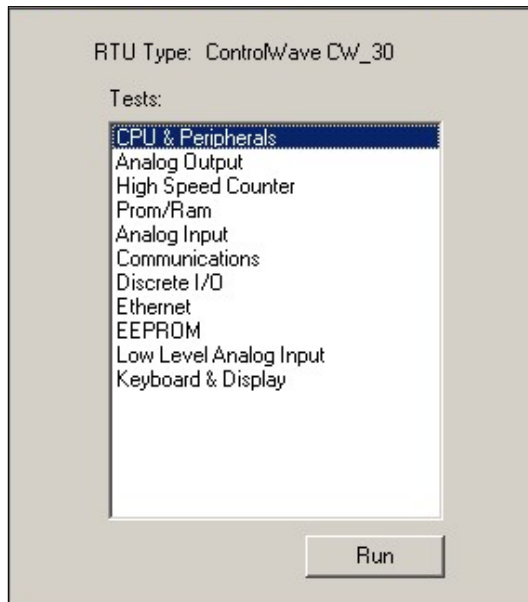 RTU Type: ControlWave CW_30
Tests:
CPU & Peripherals
Analog Output
High Speed Counter
Prom/Ram
Analog Input
Communications
Discrete I/O
Ethernet
EEPROM
Low Level Analog Input
Keyboard & Display
Run